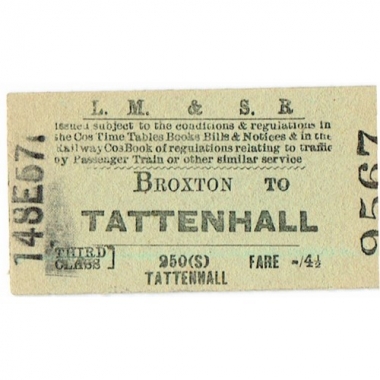 L. M. & S. R
Issued subject to the conditions & regulations in
the Cos Time Tables Books Bills & Notices & in the
Railway Cos Book of regulations relating to traffic
by Passenger Train or other similar service
BROXTON TO
TATTENHALL
THIRD
CLASS]
250(S)
FARE -/4½
TATTENHALL
9567